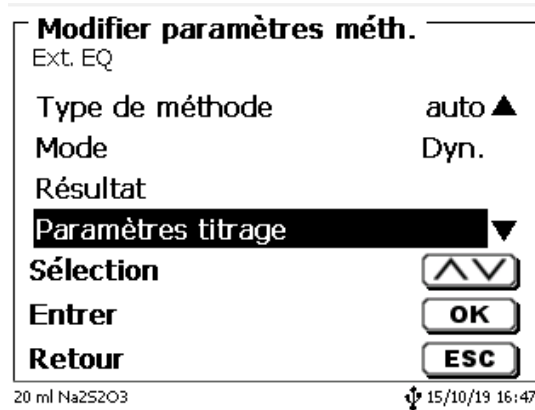 Modifier paramètres méth.
Ext. EQ
Type de méthode auto
Mode Dyn.
Résultat
Paramètres titrage
Sélection
Entrer OK
Retour ESC
20 ml Na2S2O3 15/10/19 16:47